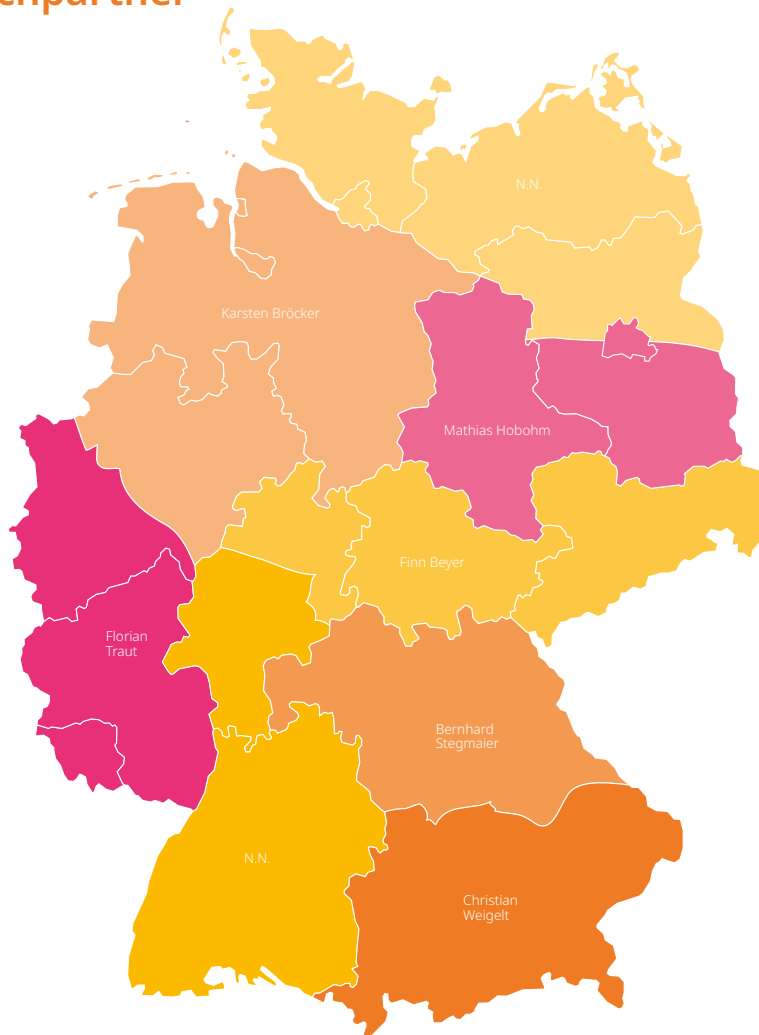 N.N.
Karsten Bröcker
Mathias Hobohm
Finn Beyer
Florian
Traut
Bernhard
Stegmaier
N.N.
Christian
Weigelt